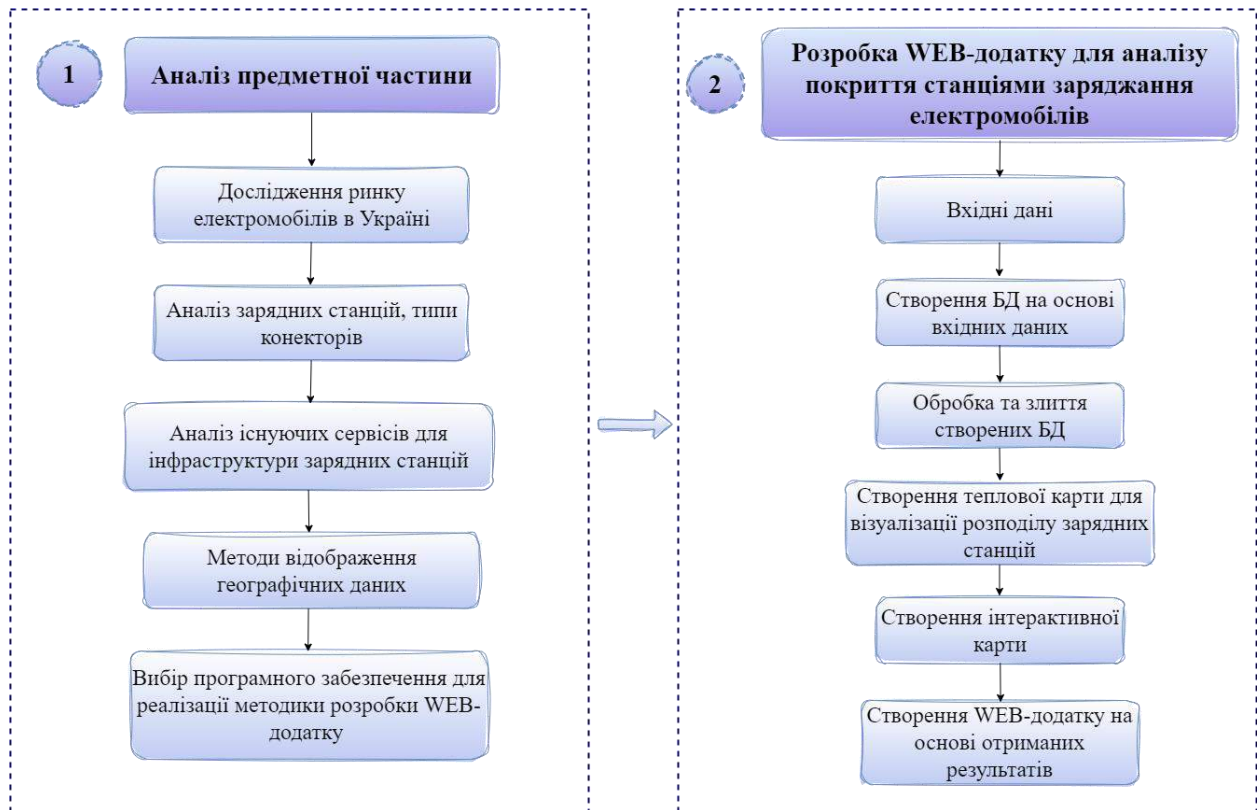 1
Аналіз предметної частини
Дослідження ринку
електромобілів в Україні
Аналіз зарядних станцій, типи
конекторів
Аналіз існуючих сервісів для
інфраструктури зарядних станцій
Методи відображення
географічних даних
Вибір програмного забезпечення для
реалізації методики розробки WEB-
додатку
2
Розробка WEB-додатку для аналізу
покриття станціями заряджання
електромобілів
Вхідні дані
Створення БД на основі
вхідних даних
Обробка та злиття
створених БД
Створення теплової карти для
візуалізації розподілу зарядних
станцій
Створення інтерактивної
карти
Створення WEB-додатку на
основі отриманих
результатів